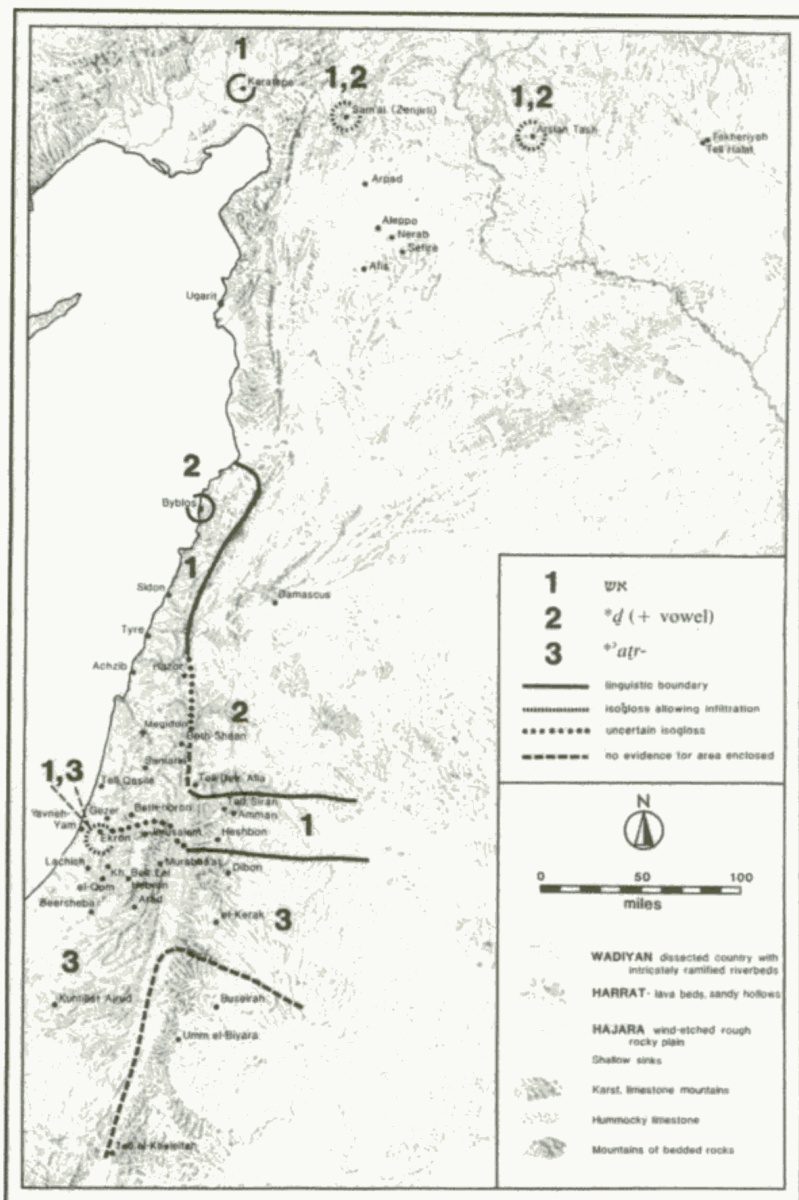 1
Karatepe
1,2
Sam'al (Zenjirli)
1,2
Arslan Tash
Fekheriyeh
Tell Halaf
Arpad
Aleppo
Nerab
Sefire
Afis
Ugarit
2
Byblos
1
Sidon
Damascus
Tyre
Achzib
Hazor
2
Megiddo
Beth Shean
Samaria
1,3
Tell Qasile
Tell Deir Alla
Tell Siran
Amman
1
Yavneh-
Yam
Gezer
Beth-horon
Ekron
Jerusalem
Heshbon
Lachish
Kh. Beit Lei
Murabba'at
Dibon
el-Qom
Hebron
Arad
Beersheba
el-Kerak
3
3
Kuntillet Ajrud
Buseirah
Umm el-Biyara
Tell el-Kheleifeh
1 אש
2 *ḏ (+ vowel)
3 *ʾaṯr-
linguistic boundary
isogloss allowing infiltration
uncertain isogloss
no evidence for area enclosed
N
0 50 100
miles
WADIYAN dissected country with
intricately ramified riverbeds
HARRAT - lava beds, sandy hollows
HAJARA wind-etched rough
rocky plain
Shallow sinks
Karst, limestone mountains
Hummocky limestone
Mountains of bedded rocks